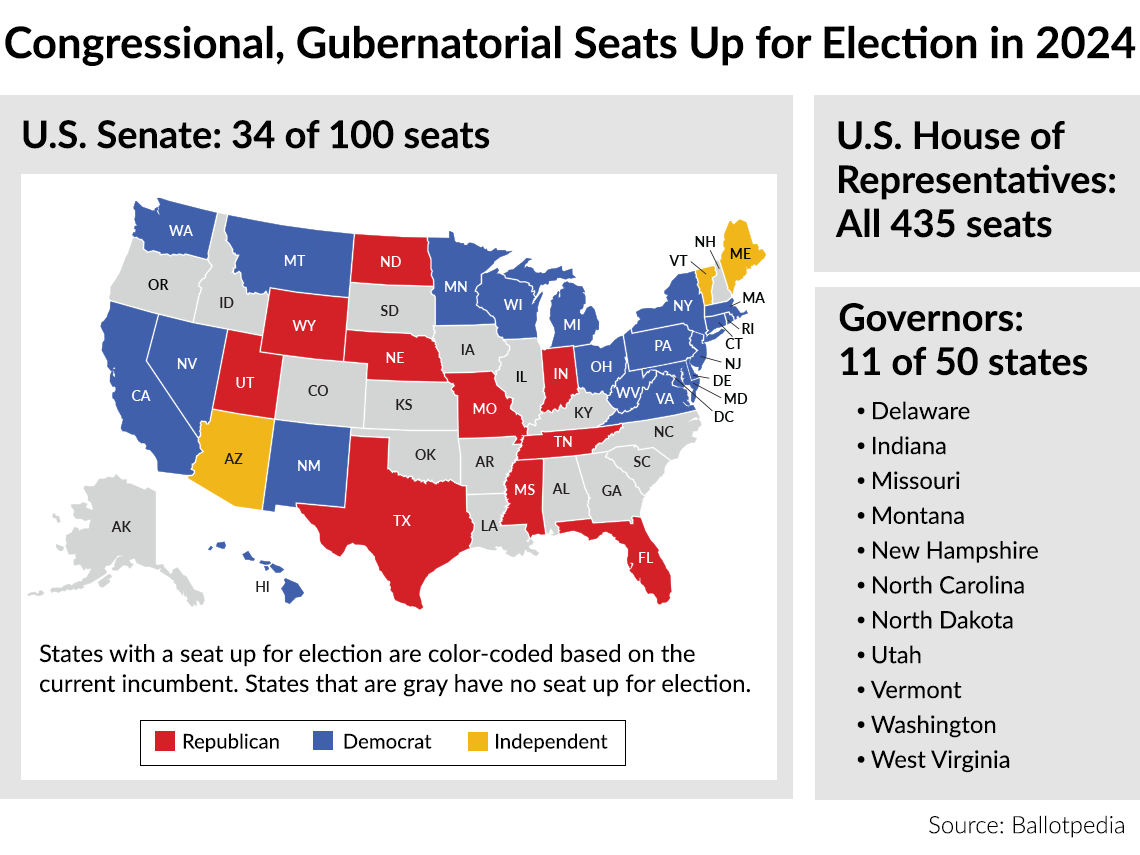 Congressional, Gubernatorial Seats Up for Election in 2024
U.S. Senate: 34 of 100 seats
WA
MT
ND
MN
OR
ID
WY
SD
WI
MI
NY
VT
NH
ME
MA
RI
CT
NJ
DE
MD
DC
NV
UT
CA
CO
NE
IA
IL
IN
OH
PA
WV
VA
KS
MO
KY
NC
AZ
NM
OK
AR
TN
SC
MS
AL
GA
TX
LA
FL
AK
HI
States with a seat up for election are color-coded based on the
current incumbent. States that are gray have no seat up for election.
Republican
Democrat
Independent
U.S. House of
Representatives:
All 435 seats
Governors:
11 of 50 states
• Delaware
• Indiana
• Missouri
• Montana
• New Hampshire
• North Carolina
• North Dakota
• Utah
• Vermont
• Washington
• West Virginia
Source: Ballotpedia